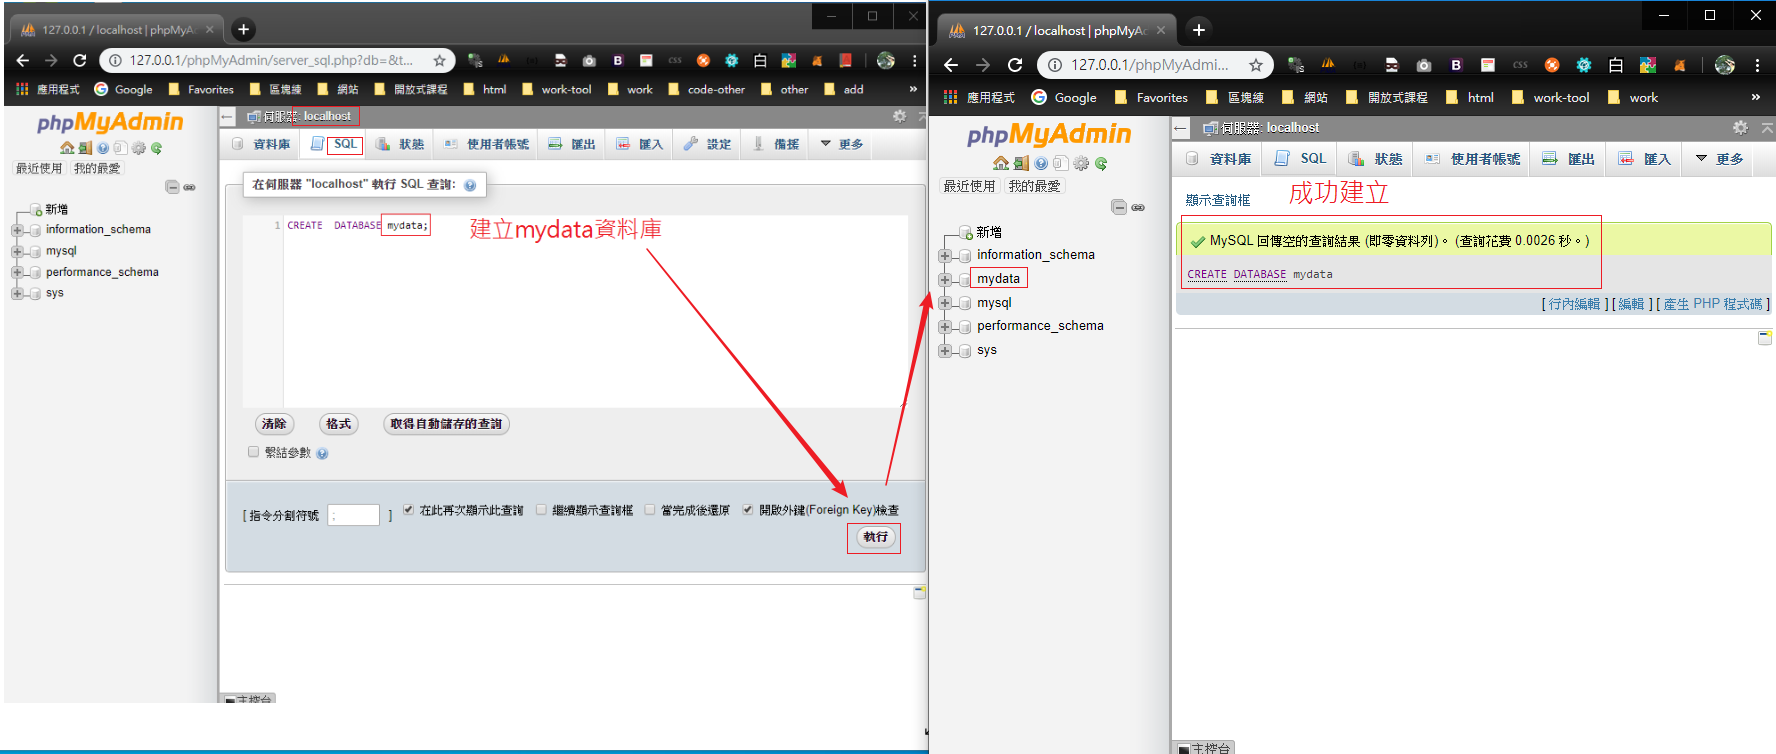 127.0.0.1 / localhost | phpMyAd
127.0.0.1/phpMyAdmin/server_sql.php?db=&t...
應用程式
Google
Favorites
區塊練
網站
開放式課程
html
work-tool
work
code-other
other
add
»
phpMyAdmin
最近使用 我的最愛
新增
information_schema
mysql
performance_schema
sys
伺服器: localhost
資料庫
SQL
狀態
使用者帳號
匯出
匯入
設定
備援
更多
在伺服器 "localhost" 執行 SQL 查詢:
1 CREATE DATABASE mydata;
建立mydata資料庫
清除
格式
取得自動儲存的查詢
繫結參數
[ 指令分割符號 ; ]
在此再次顯示此查詢
繼續顯示查詢框
當完成後還原
開啟外鍵(Foreign Key)檢查
執行
主控台
127.0.0.1 / localhost | phpMyAd
127.0.0.1/phpMyAdmi...
應用程式
Google
Favorites
區塊練
網站
開放式課程
html
work-tool
work
»
phpMyAdmin
最近使用 我的最愛
新增
information_schema
mydata
mysql
performance_schema
sys
伺服器: localhost
資料庫
SQL
狀態
使用者帳號
匯出
匯入
更多
顯示查詢框
成功建立
MySQL 回傳空的查詢結果 (即零資料列)。 (查詢花費 0.0026 秒。)
CREATE DATABASE mydata
[ 行內編輯 ] [ 編輯 ] [ 產生 PHP 程式碼 ]
主控台